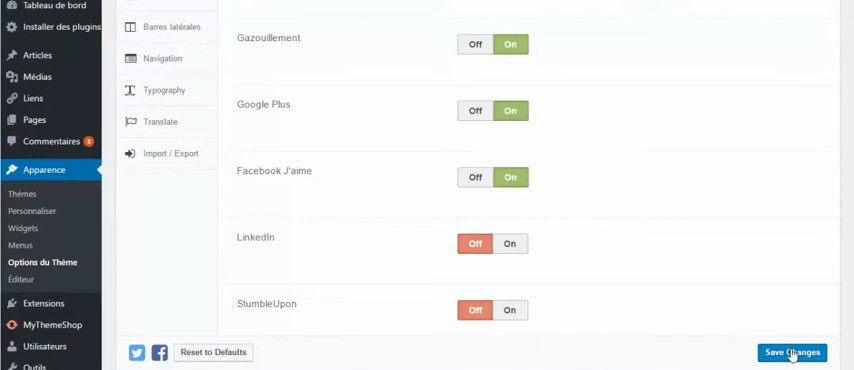 Tableau de bord
Installer des plugins
Articles
Médias
Liens
Pages
Commentaires 8
Apparence
Thèmes
Personnaliser
Widgets
Menus
Options du Thème
Éditeur
Extensions
MyThemeShop
Utilisateurs
Outils
Barres latérales
Navigation
Typography
Translate
Import / Export
Gazouillement
Off On
Google Plus
Off On
Facebook J'aime
Off On
LinkedIn
Off On
StumbleUpon
Off On
Reset to Defaults
Save Changes